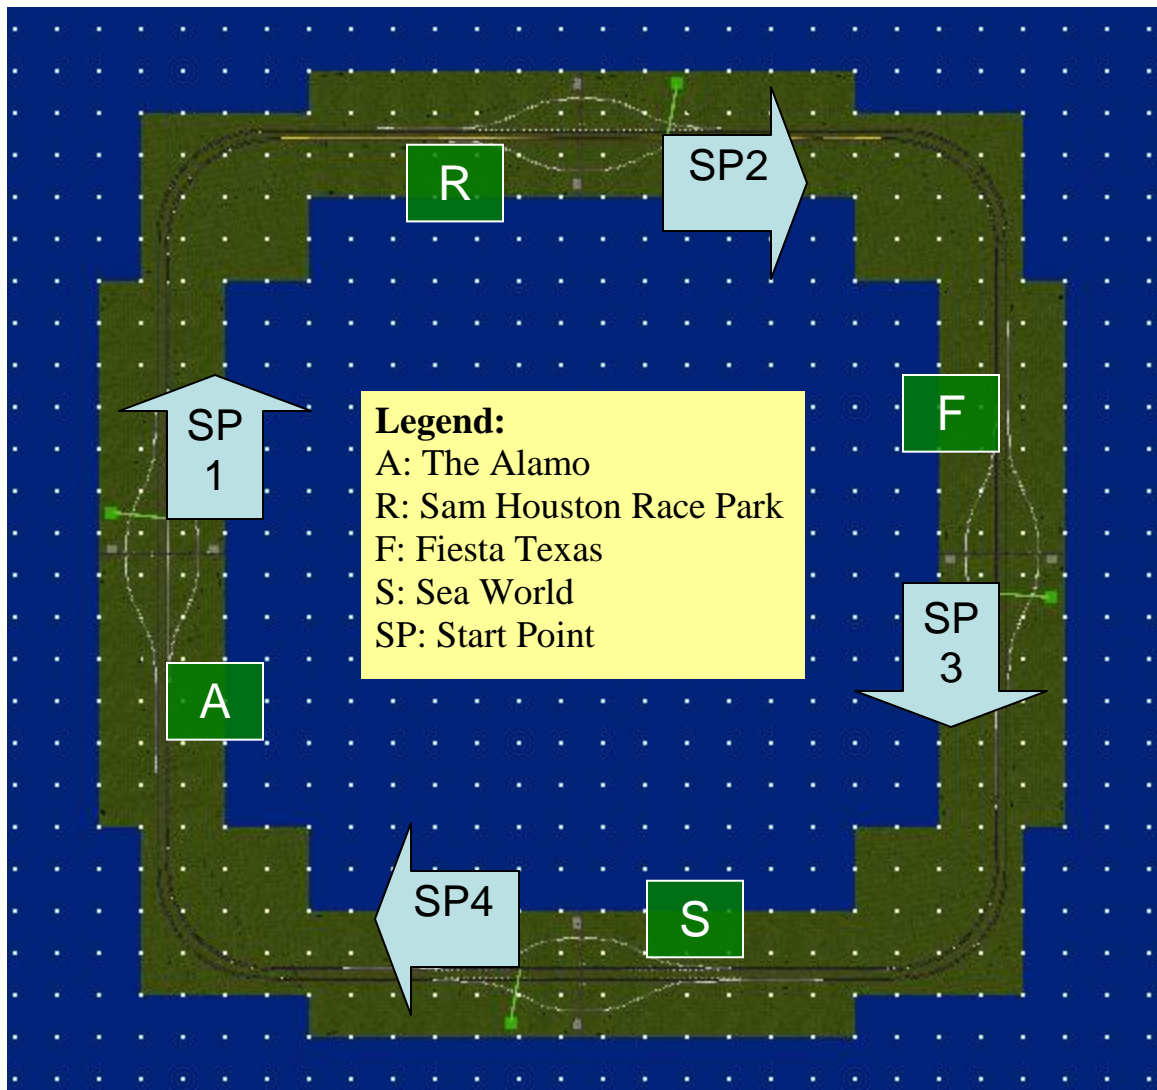 SP2
R
SP
1
F
Legend:
A: The Alamo
R: Sam Houston Race Park
F: Fiesta Texas
S: Sea World
SP: Start Point
SP
3
A
SP4
S